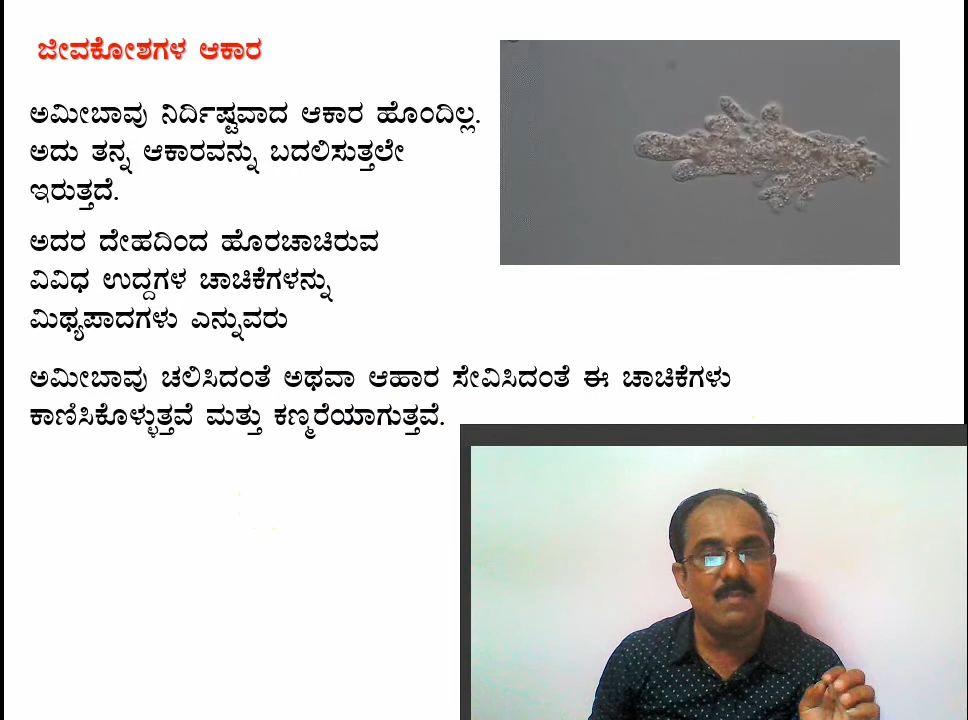 ಜೀವಕೋಶಗಳ ಆಕಾರ
ಅಮೀಬಾವು ನಿರ್ದಿಷ್ಟವಾದ ಆಕಾರ ಹೊಂದಿಲ್ಲ.
ಅದು ತನ್ನ ಆಕಾರವನ್ನು ಬದಲಿಸುತ್ತಲೇ
ಇರುತ್ತದೆ.
ಅದರ ದೇಹದಿಂದ ಹೊರಚಾಚಿರುವ
ವಿವಿಧ ಉದ್ದಗಳ ಚಾಚಿಕೆಗಳನ್ನು
ಮಿಥ್ಯಪಾದಗಳು ಎನ್ನುವರು
ಅಮೀಬಾವು ಚಲಿಸಿದಂತೆ ಅಥವಾ ಆಹಾರ ಸೇವಿಸಿದಂತೆ ಈ ಚಾಚಿಕೆಗಳು
ಕಾಣಿಸಿಕೊಳ್ಳುತ್ತವೆ ಮತ್ತು ಕಣ್ಮರೆಯಾಗುತ್ತವೆ.